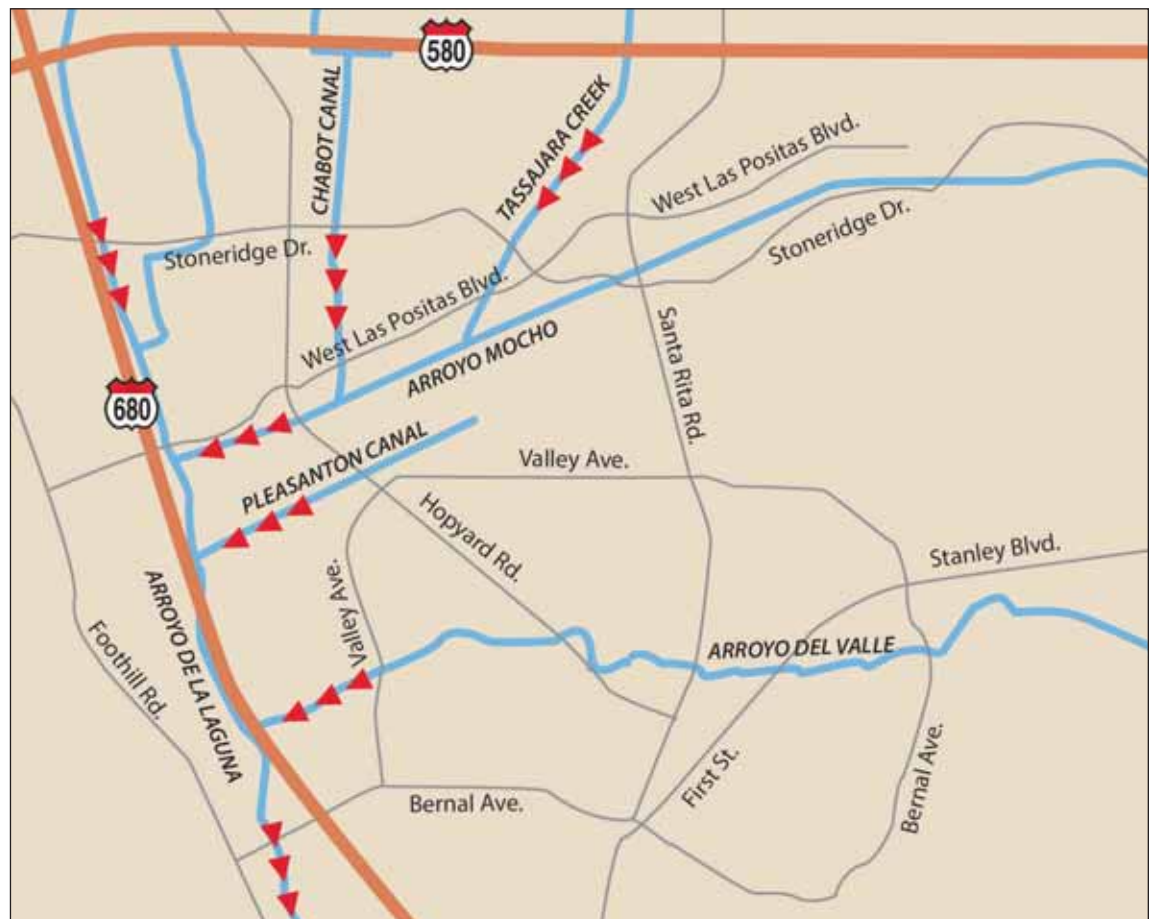 580
CHABOT CANAL
TASSAJARA CREEK
West Las Positas Blvd.
Stoneridge Dr.
Stoneridge Dr.
West Las Positas Blvd.
ARROYO MOCHO
Santa Rita Rd.
680
PLEASANTON CANAL
Valley Ave.
Hopyard Rd.
Stanley Blvd.
Valley Ave.
ARROYO DE LA LAGUNA
Foothill Rd.
ARROYO DEL VALLE
First St.
Bernal Ave.
Bernal Ave.